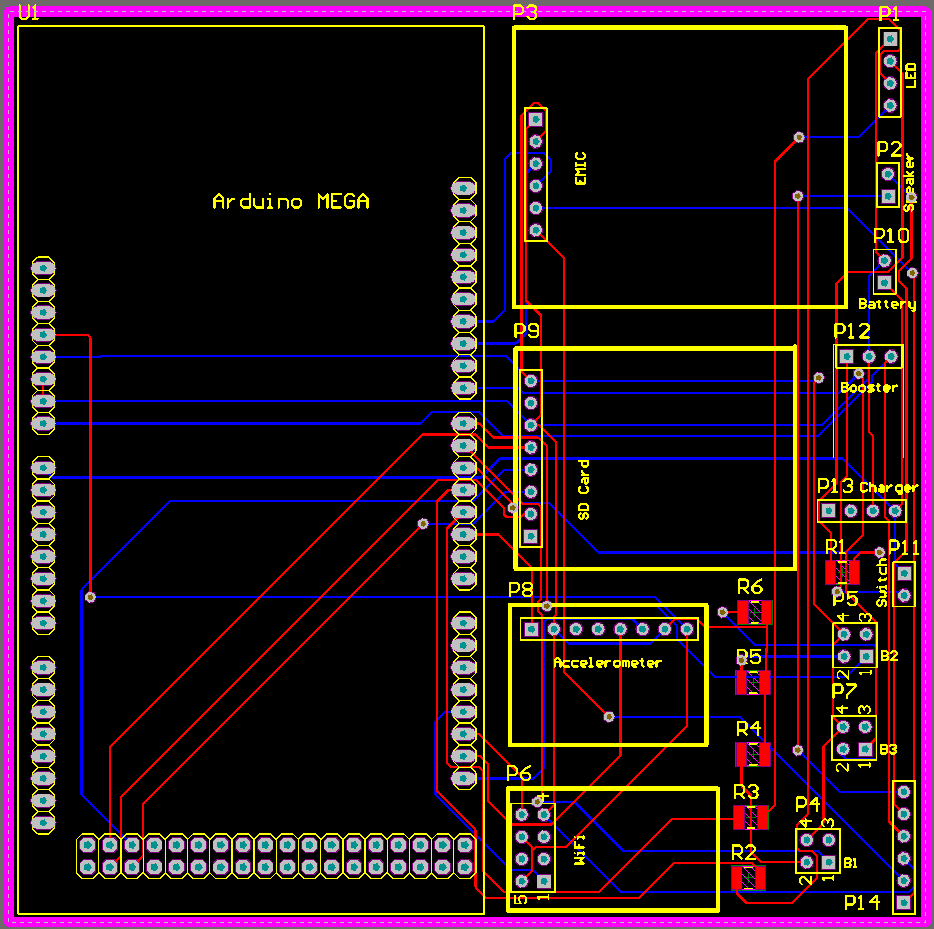 U1
P3
P1
LED
P2
Speaker
EMIC
Arduino MEGA
P10
Battery
P9
P12
Booster
SD Card
P13
Charger
R1
P11
Switch
P8
R6
P5
4
3
2
1
B2
Accelerometer
R5
P7
4
3
2
1
B3
R4
P6
4
WiFi
5
1
R3
P4
4
3
2
1
B1
R2
P14